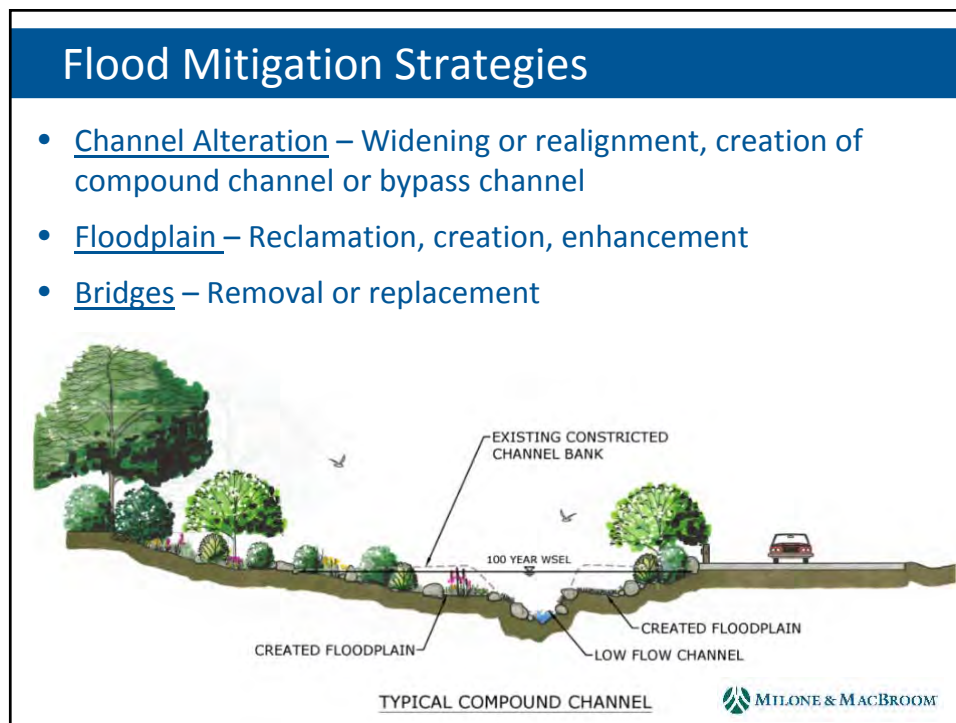 Flood Mitigation Strategies
• Channel Alteration – Widening or realignment, creation of
compound channel or bypass channel
• Floodplain – Reclamation, creation, enhancement
• Bridges – Removal or replacement
EXISTING CONSTRICTED
CHANNEL BANK
100 YEAR WSEL
CREATED FLOODPLAIN
CREATED FLOODPLAIN
LOW FLOW CHANNEL
TYPICAL COMPOUND CHANNEL
MILONE & MACBROOM